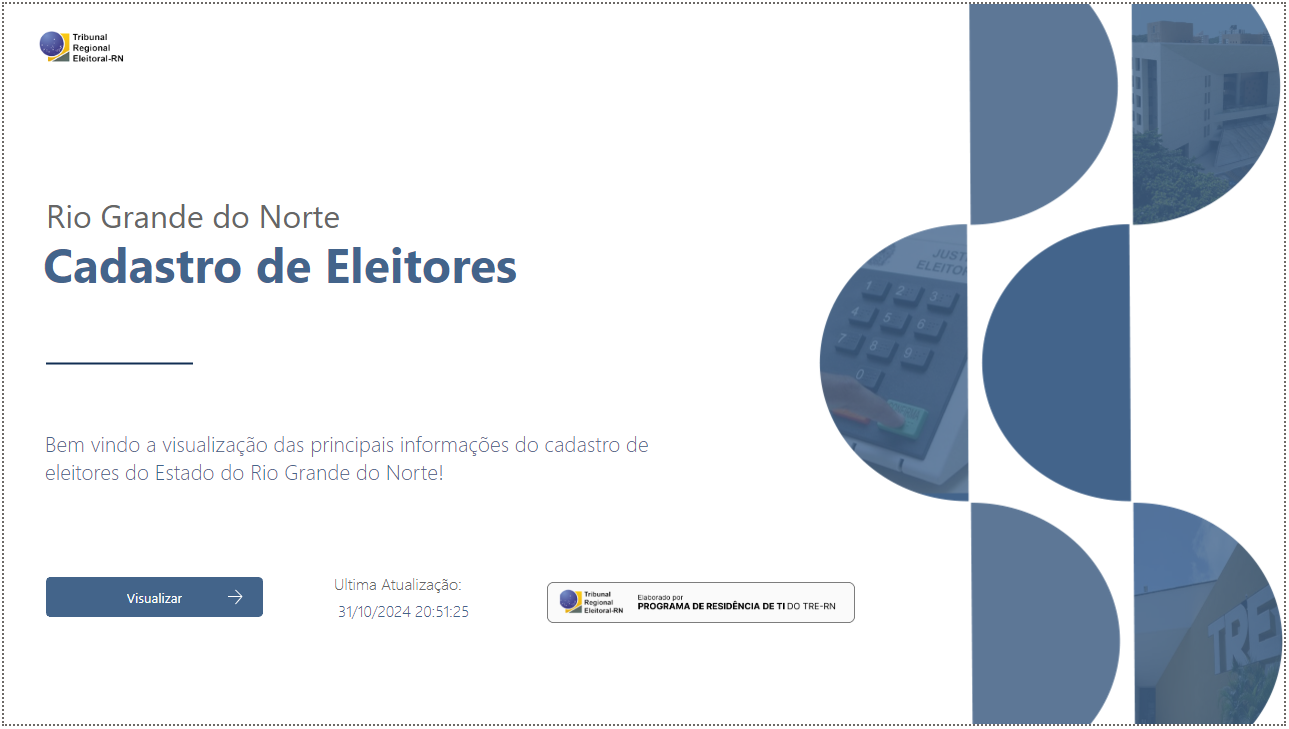 Tribunal
Regional
Eleitoral-RN
Rio Grande do Norte
Cadastro de Eleitores
Bem vindo a visualização das principais informações do cadastro de
eleitores do Estado do Rio Grande do Norte!
Visualizar
Ultima Atualização:
31/10/2024 20:51:25
Tribunal
Regional
Eleitoral-RN
Elaborado por
PROGRAMA DE RESIDÊNCIA DE TI DO TRE-RN
1 2 3
4 5 6
7 8 9
0
TRE